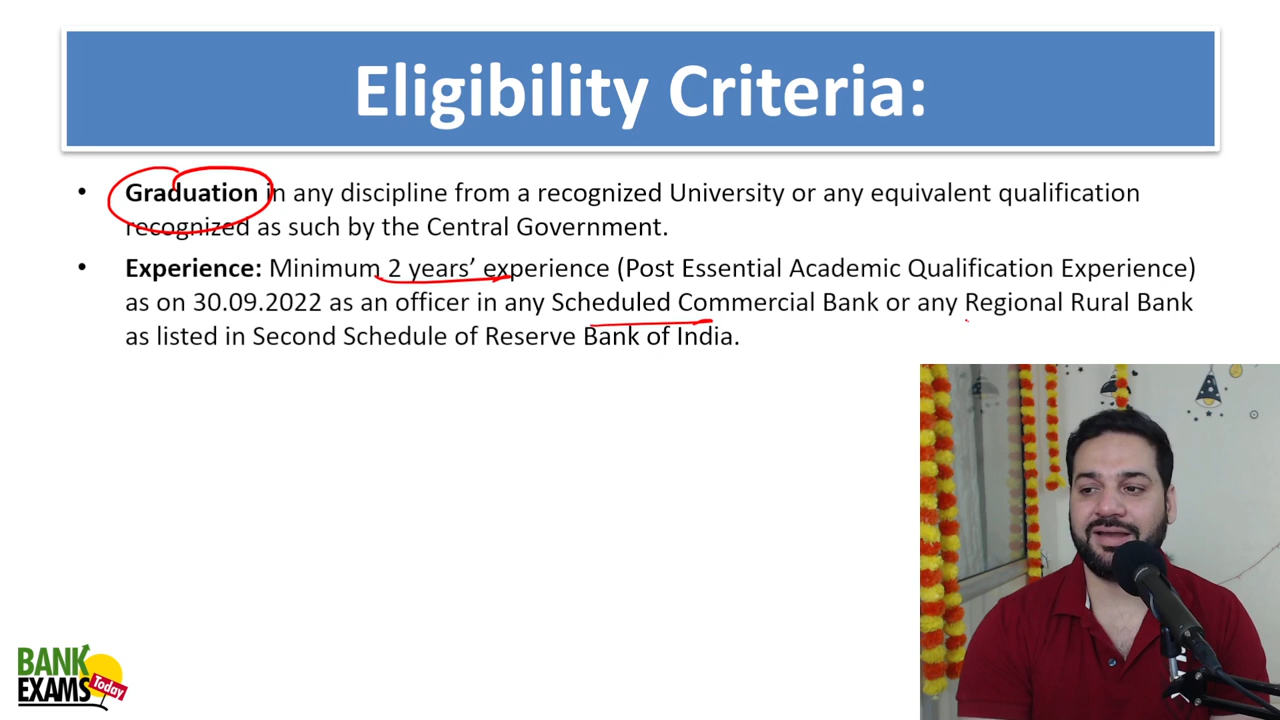 Eligibility Criteria:
• Graduation in any discipline from a recognized University or any equivalent qualification
recognized as such by the Central Government.
• Experience: Minimum 2 years’ experience (Post Essential Academic Qualification Experience)
as on 30.09.2022 as an officer in any Scheduled Commercial Bank or any Regional Rural Bank
as listed in Second Schedule of Reserve Bank of India.
BANK
EXAMS Today